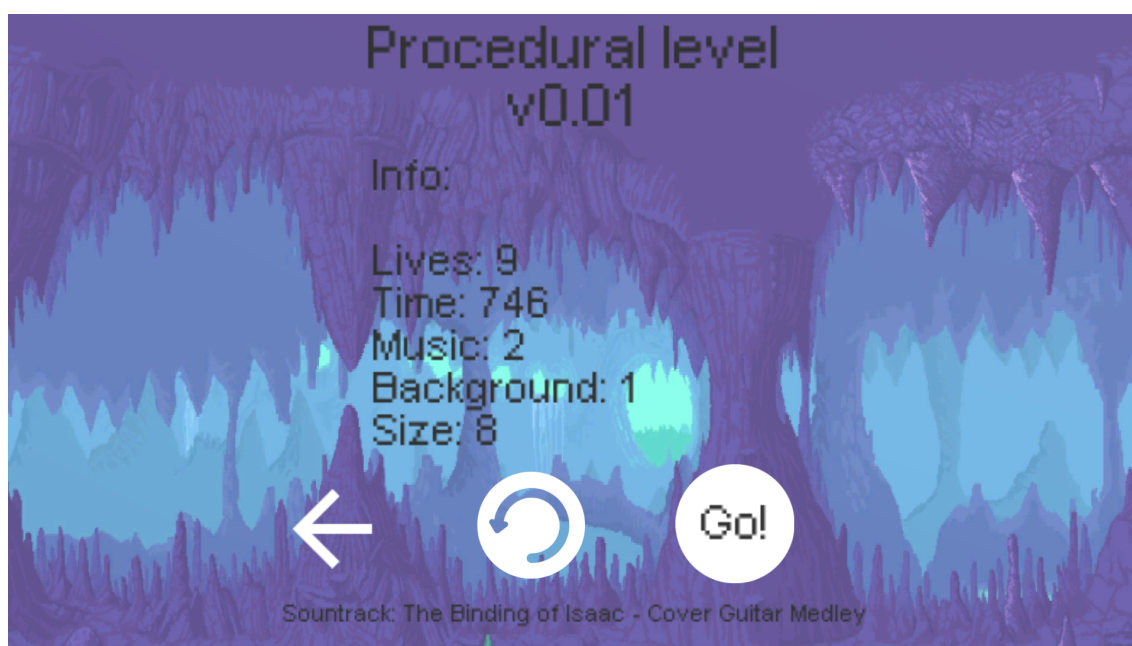 Procedural level
v0.01
Info:
Lives: 9
Time: 746
Music: 2
Background: 1
Size: 8
Go!
Sountrack: The Binding of Isaac - Cover Guitar Medley